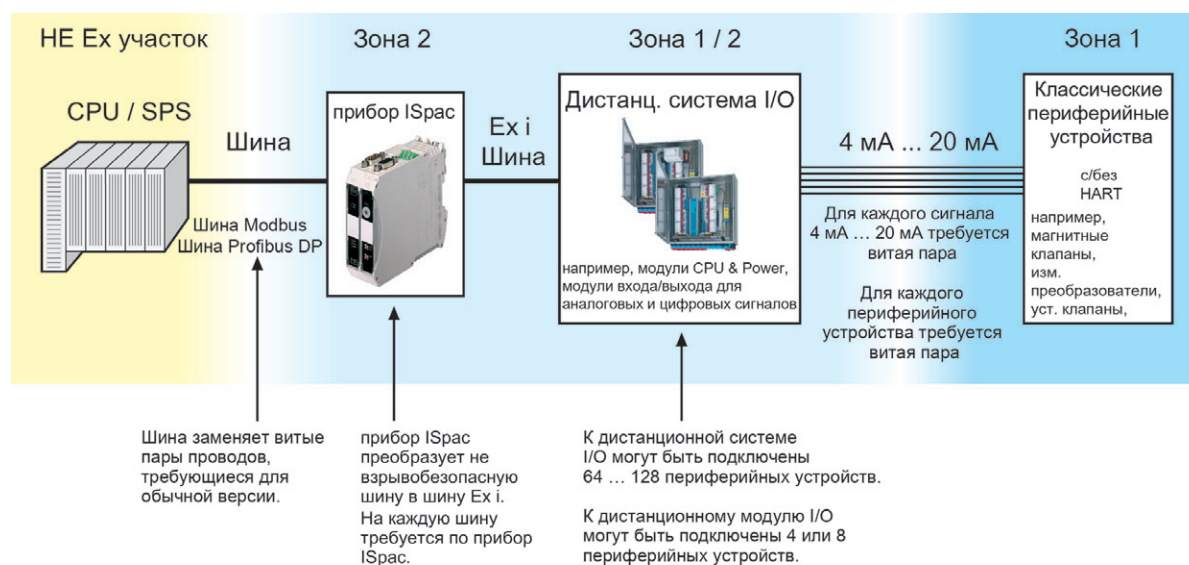 НЕ Ex участок
Зона 2
Зона 1 / 2
Зона 1
CPU / SPS
Шина
Шина Modbus
Шина Profibus DP
прибор ISpac
Ex i
Шина
Дистанц. система I/O
например, модули CPU & Power,
модули входа/выхода для
аналоговых и цифровых сигналов
4 мА ... 20 мА
Для каждого сигнала
4 мА ... 20 мА требуется
витая пара
Для каждого
периферийного
устройства требуется
витая пара
Классические
периферийные
устройства
с/без
HART
например,
магнитные
клапаны,
изм.
преобразователи,
уст. клапаны,
Шина заменяет витые
пары проводов,
требующиеся для
обычной версии.
прибор ISpac
преобразует не
взрывобезопасную
шину в шину Ex i.
На каждую шину
требуется по прибор
ISpac.
К дистанционной системе
I/O могут быть подключены
64 ... 128 периферийных устройств.
К дистанционному модулю I/O
могут быть подключены 4 или 8
периферийных устройств.